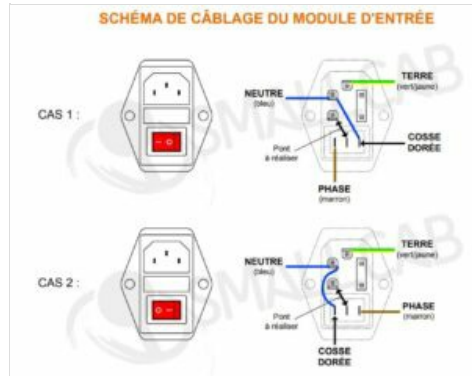 SCHÉMA DE CÂBLAGE DU MODULE D'ENTRÉE
CAS 1 :
NEUTRE
(bleu)
TERRE
(vert/jaune)
Pont
à réaliser
COSSE
DORÉE
PHASE
(marron)
CAS 2 :
NEUTRE
(bleu)
TERRE
(vert/jaune)
Pont
à réaliser
PHASE
(marron)
COSSE
DORÉE